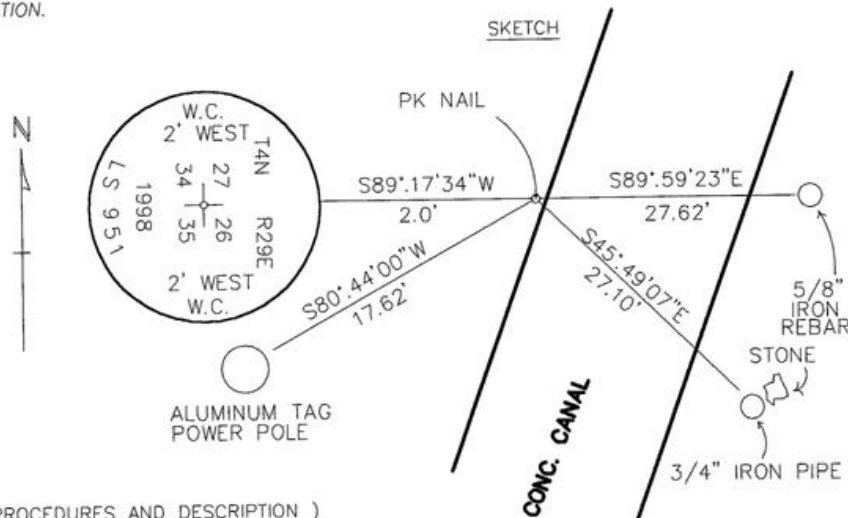 TION.
SKETCH
N
W.C.
2' WEST
T4N
R29E
34 27
35 26
1998
LS 951
2' WEST
W.C.
PK NAIL
S89°.17'34"W
2.0'
S89°.59'23"E
27.62'
S80°.44'00"W
17.62'
S45°.49'07"E
27.10'
5/8"
IRON
REBAR
STONE
3/4" IRON PIPE
ALUMINUM TAG
POWER POLE
CONC. CANAL
PROCEDURES AND DESCRIPTION )